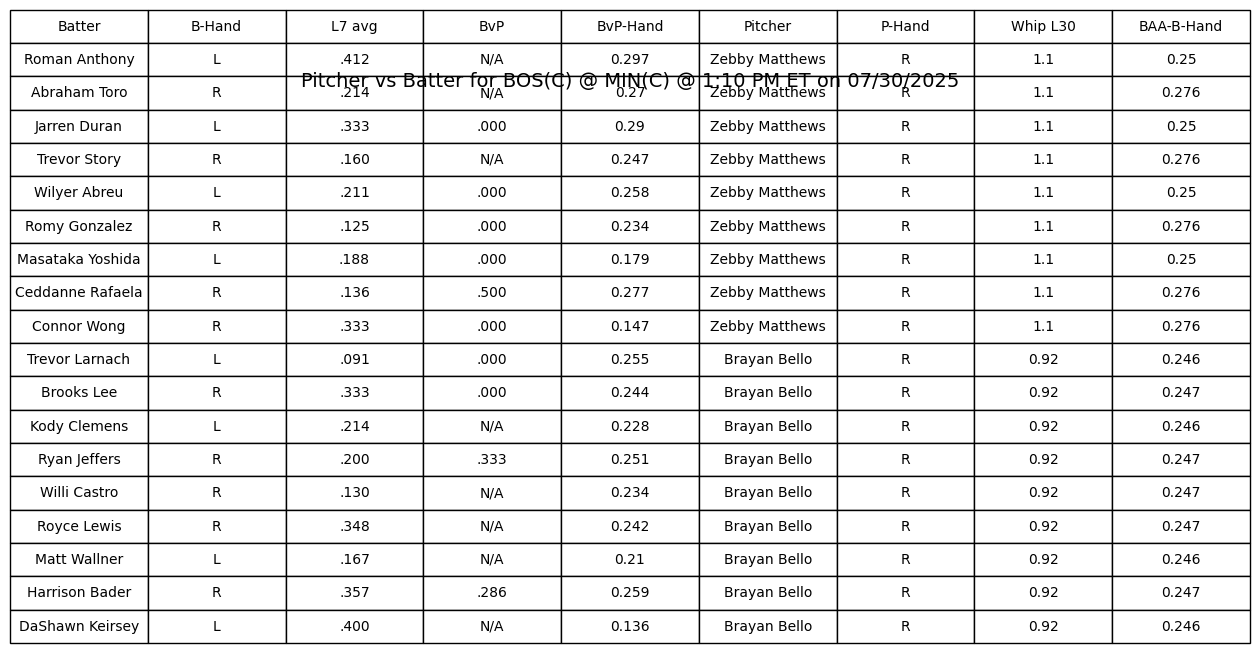 Batter B-Hand L7 avg BvP BvP-Hand Pitcher P-Hand Whip L30 BAA-B-Hand
Roman Anthony L .412 N/A 0.297 Zebby Matthews R 1.1 0.25
Pitcher vs Batter for BOS(C) @ MIN(C) @ 1:10 PM ET on 07/30/2025
Abraham Toro R .214 N/A 0.27 Zebby Matthews R 1.1 0.276
Jarren Duran L .333 .000 0.29 Zebby Matthews R 1.1 0.25
Trevor Story R .160 N/A 0.247 Zebby Matthews R 1.1 0.276
Wilyer Abreu L .211 .000 0.258 Zebby Matthews R 1.1 0.25
Romy Gonzalez R .125 .000 0.234 Zebby Matthews R 1.1 0.276
Masataka Yoshida L .188 .000 0.179 Zebby Matthews R 1.1 0.25
Ceddanne Rafaela R .136 .500 0.277 Zebby Matthews R 1.1 0.276
Connor Wong R .333 .000 0.147 Zebby Matthews R 1.1 0.276
Trevor Larnach L .091 .000 0.255 Brayan Bello R 0.92 0.246
Brooks Lee R .333 .000 0.244 Brayan Bello R 0.92 0.247
Kody Clemens L .214 N/A 0.228 Brayan Bello R 0.92 0.246
Ryan Jeffers R .200 .333 0.251 Brayan Bello R 0.92 0.247
Willi Castro R .130 N/A 0.234 Brayan Bello R 0.92 0.247
Royce Lewis R .348 N/A 0.242 Brayan Bello R 0.92 0.247
Matt Wallner L .167 N/A 0.21 Brayan Bello R 0.92 0.246
Harrison Bader R .357 .286 0.259 Brayan Bello R 0.92 0.247
DaShawn Keirsey L .400 N/A 0.136 Brayan Bello R 0.92 0.246